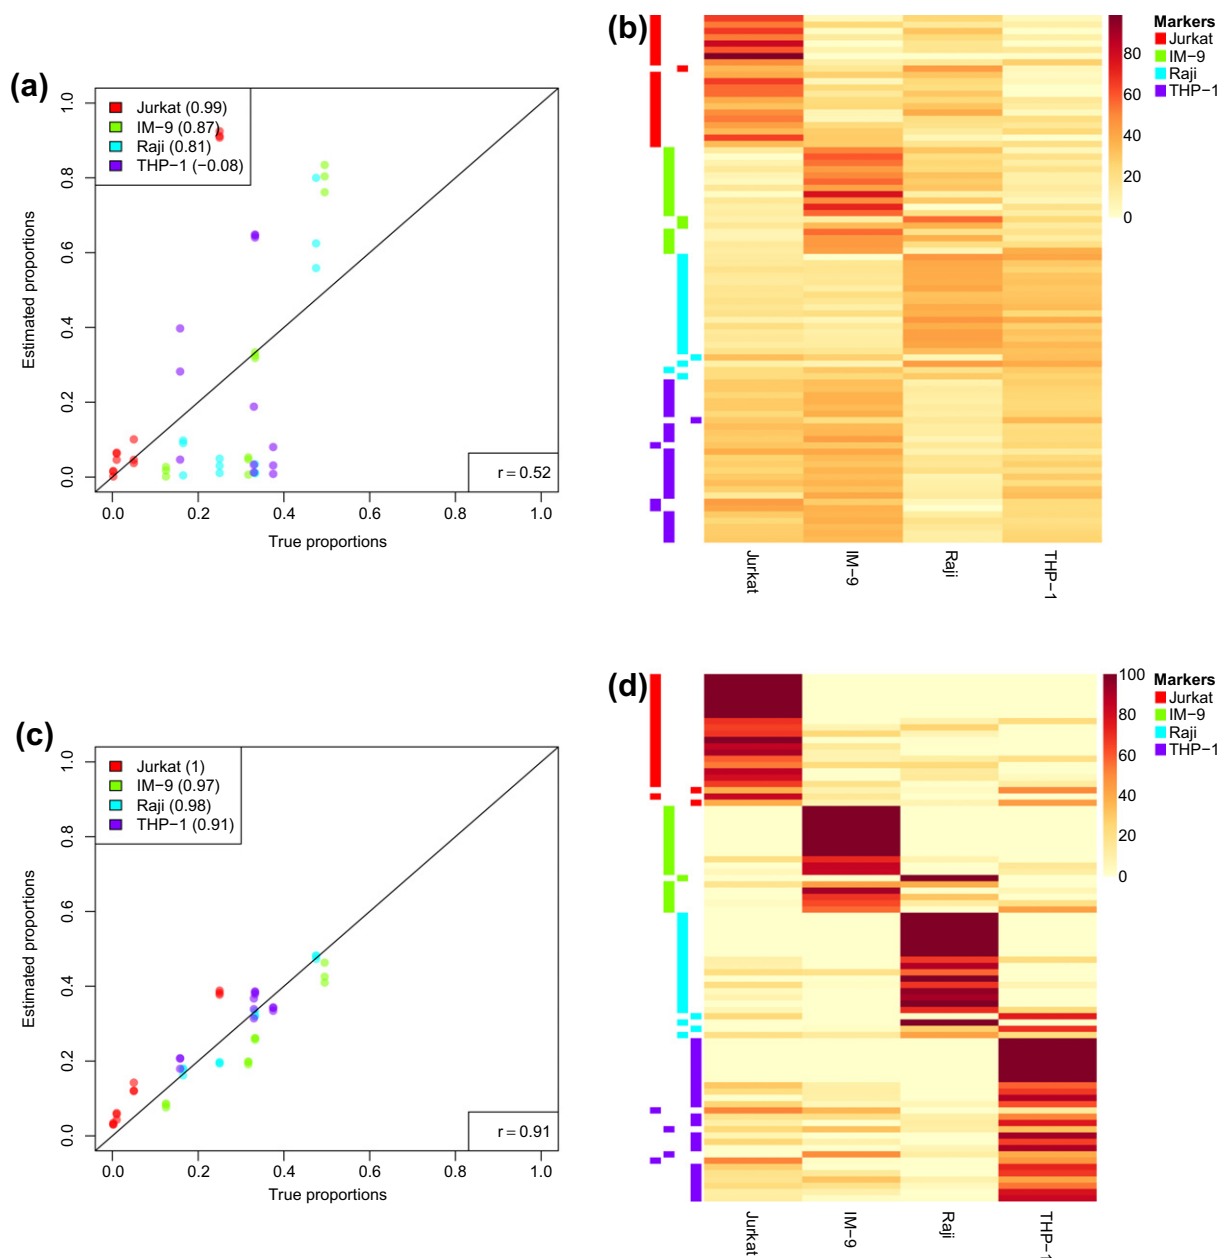 (a)
1.0
0.8
0.6
0.4
0.2
0.0
Estimated proportions
Jurkat (0.99)
IM−9 (0.87)
Raji (0.81)
THP−1 (−0.08)
r = 0.52
0.0 0.2 0.4 0.6 0.8 1.0
True proportions
(b)
Jurkat IM−9 Raji THP−1
80
60
40
20
0
Markers
Jurkat
IM−9
Raji
THP−1
(c)
1.0
0.8
0.6
0.4
0.2
0.0
Estimated proportions
Jurkat (1)
IM−9 (0.97)
Raji (0.98)
THP−1 (0.91)
r = 0.91
0.0 0.2 0.4 0.6 0.8 1.0
True proportions
(d)
Jurkat IM−9 Raji THP−1
100
80
60
40
20
0
Markers
Jurkat
IM−9
Raji
THP−1